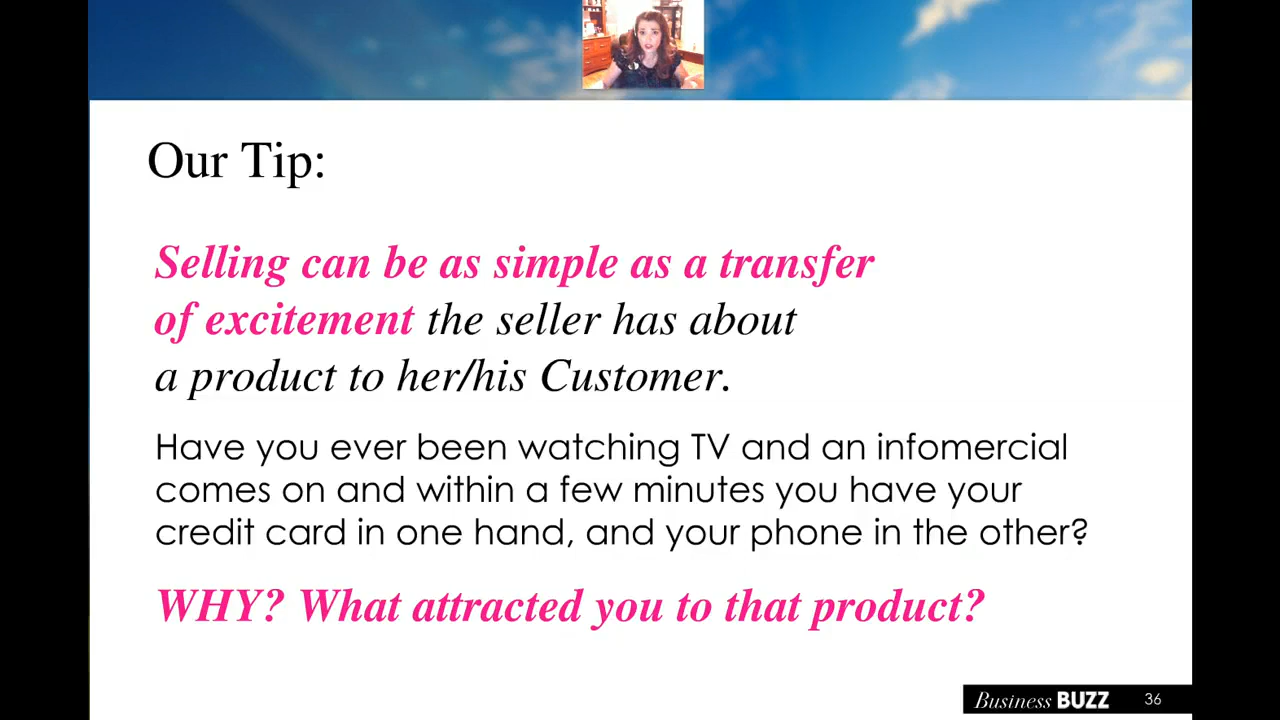 Our Tip:
Selling can be as simple as a transfer
of excitement the seller has about
a product to her/his Customer.
Have you ever been watching TV and an infomercial
comes on and within a few minutes you have your
credit card in one hand, and your phone in the other?
WHY? What attracted you to that product?
Business BUZZ 36